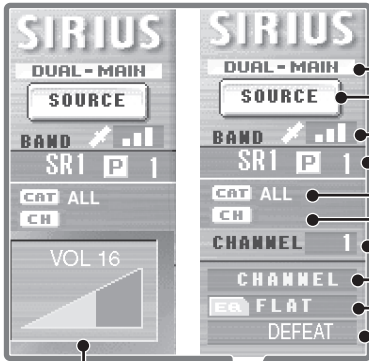 SIRIUS
DUAL-MAIN
SOURCE
BAND
SR1 P 1
CAT ALL
CH
VOL 16
SIRIUS
DUAL-MAIN
SOURCE
BAND
SR1 P 1
CAT ALL
CH
CHANNEL 1
CHANNEL
EQ FLAT
DEFEAT